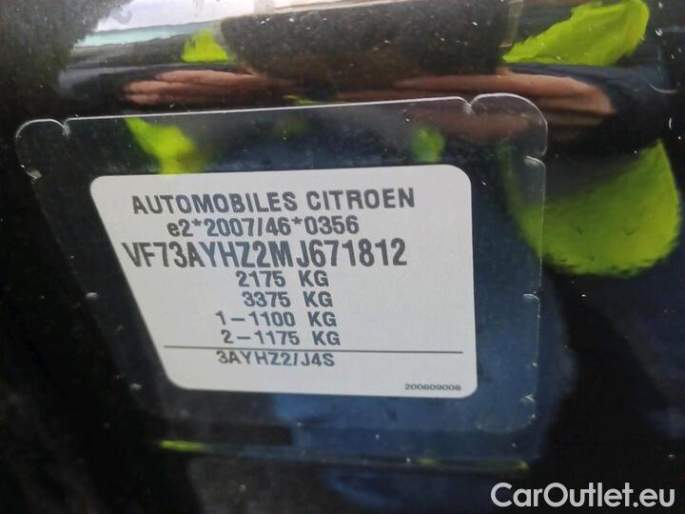 AUTOMOBILES CITROEN
e2*2007/46*0356
VF73AYHZ2MJ671812
2175 KG
3375 KG
1-1100 KG
2-1175 KG
3AYHZ2/J4S
200609008
CarOutlet.eu